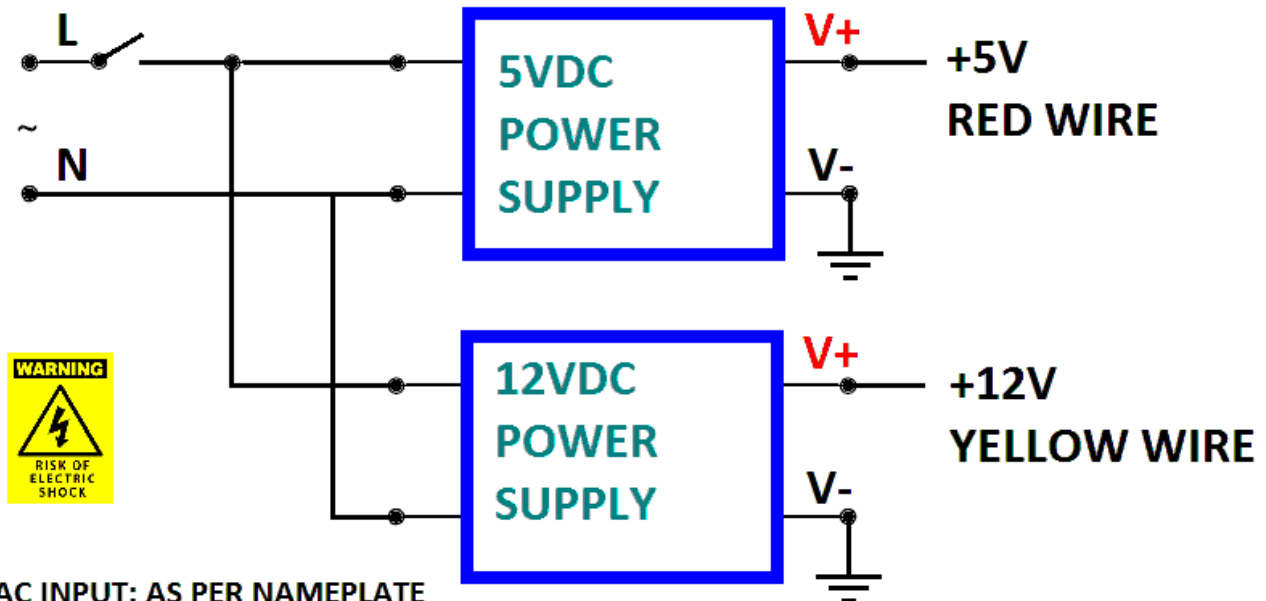 L
~
N
5VDC
POWER
SUPPLY
V+
V-
+5V
RED WIRE
12VDC
POWER
SUPPLY
V+
V-
+12V
YELLOW WIRE
WARNING
RISK OF
ELECTRIC
SHOCK
AC INPUT: AS PER NAMEPLATE